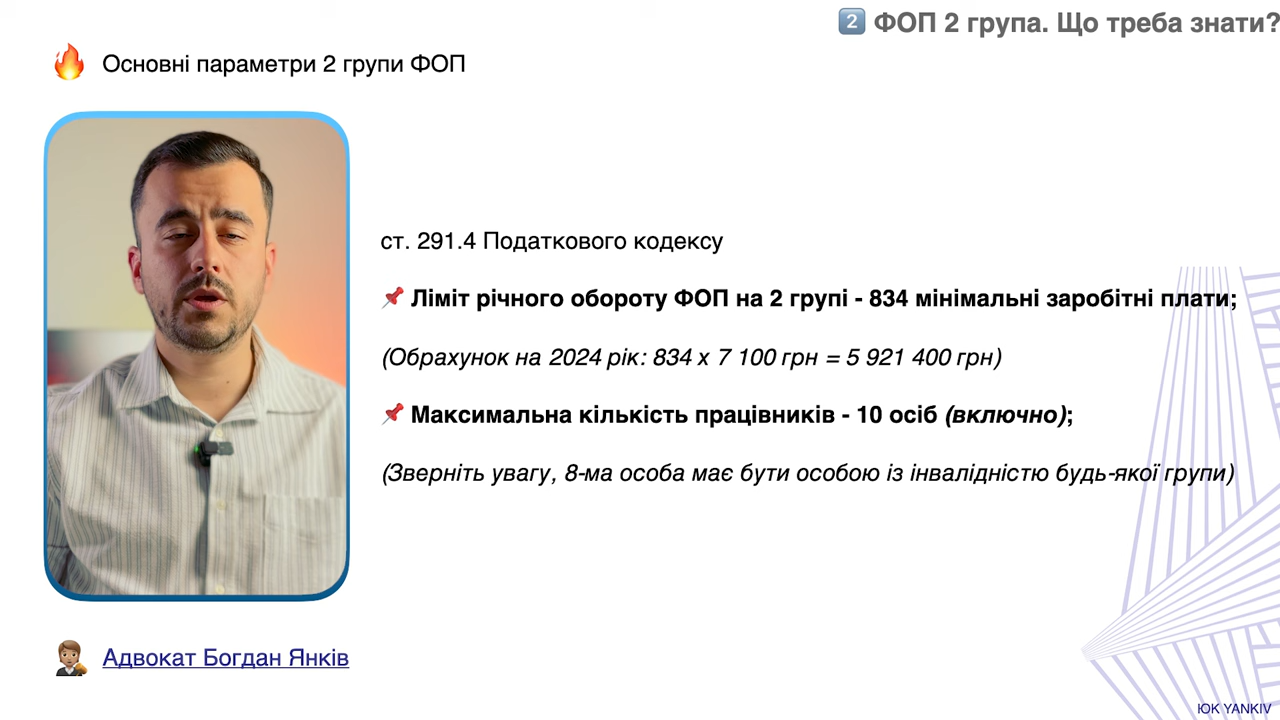 2 ФОП 2 група. Що треба знати?
Основні параметри 2 групи ФОП
ст. 291.4 Податкового кодексу
Ліміт річного обороту ФОП на 2 групі - 834 мінімальні заробітні плати;
(Обрахунок на 2024 рік: 834 х 7 100 грн = 5 921 400 грн)
Максимальна кількість працівників - 10 осіб (включно);
(Зверніть увагу, 8-ма особа має бути особою із інвалідністю будь-якої групи)
Адвокат Богдан Янків
ЮК YANKIV